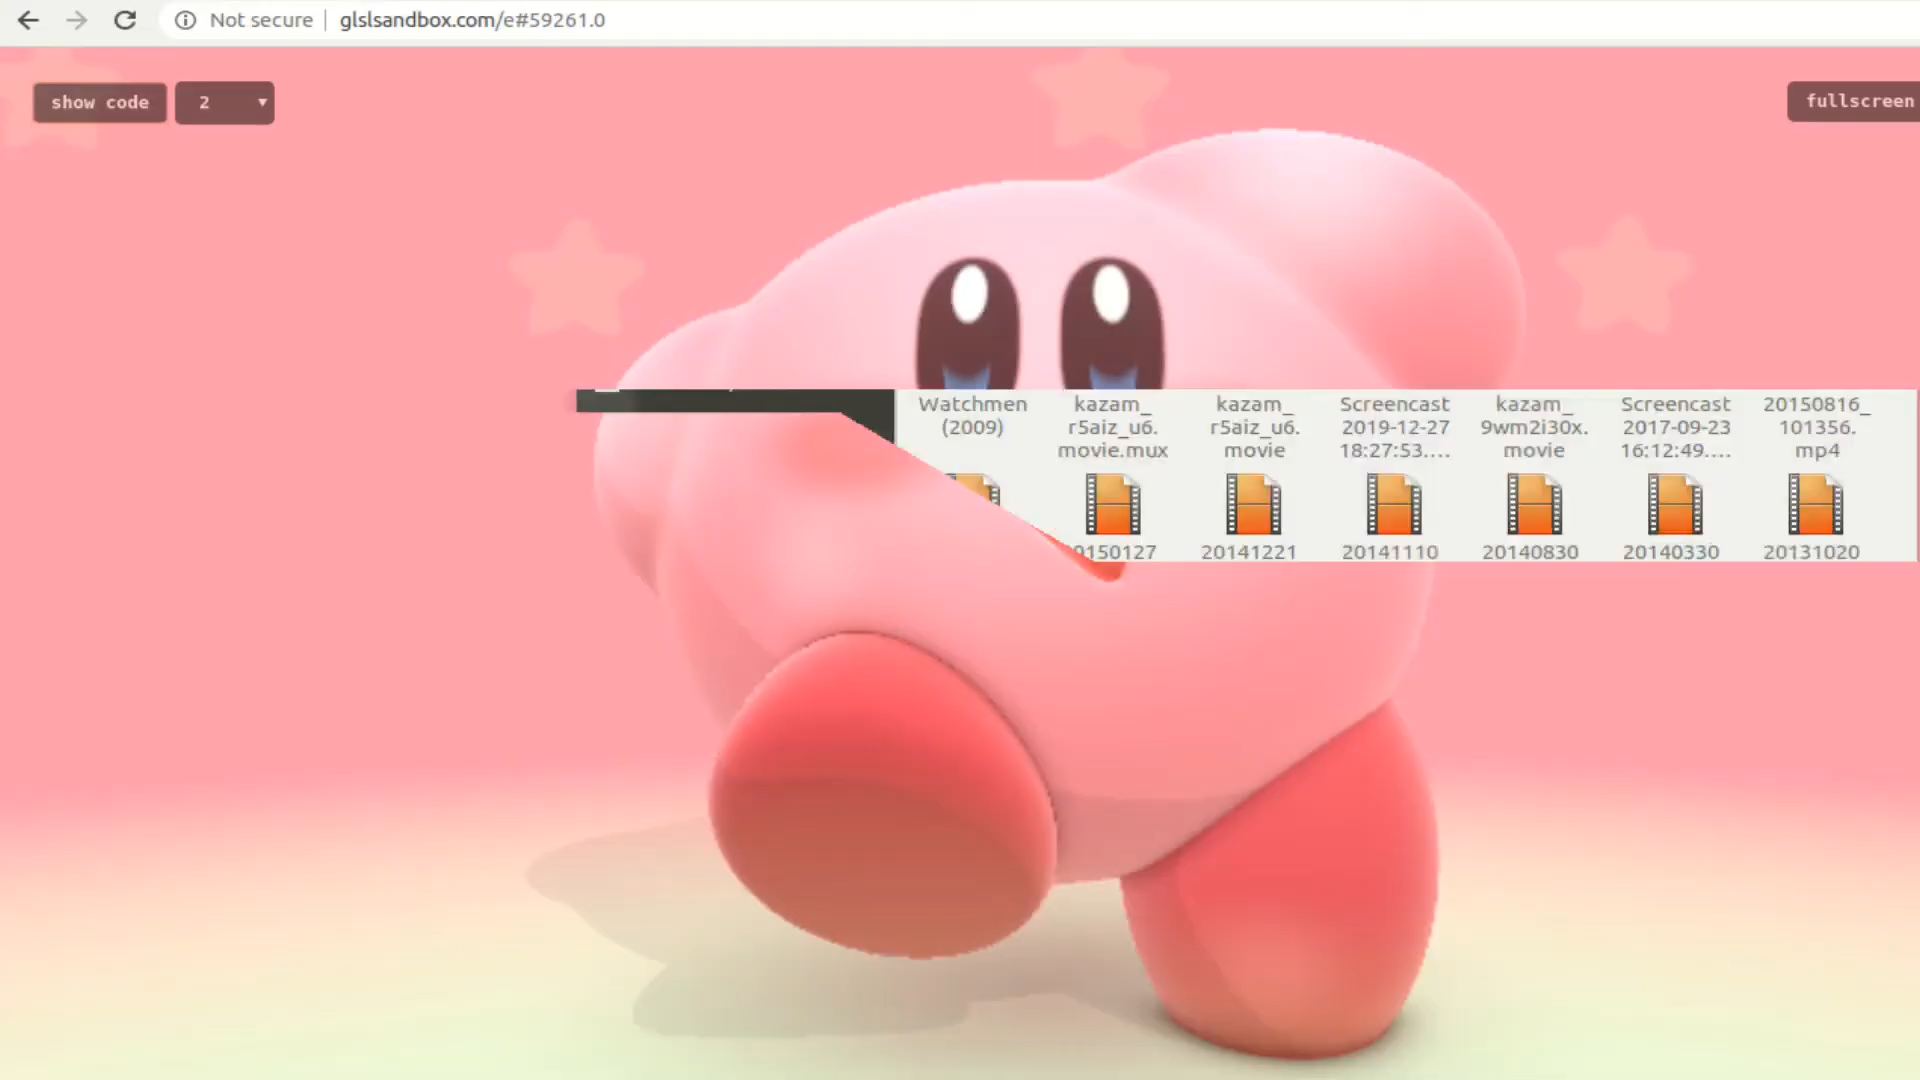 Not secure glslsandbox.com/e#59261.0
show code 2 fullscreen
Watchmen
(2009)
kazam_
r5aiz_u6.
movie.mux
kazam_
r5aiz_u6.
movie
Screencast
2019-12-27
18:27:53....
kazam_
9wm2i30x.
movie
Screencast
2017-09-23
16:12:49....
20150816_
101356.
mp4
0150127 20141221 20141110 20140830 20140330 20131020